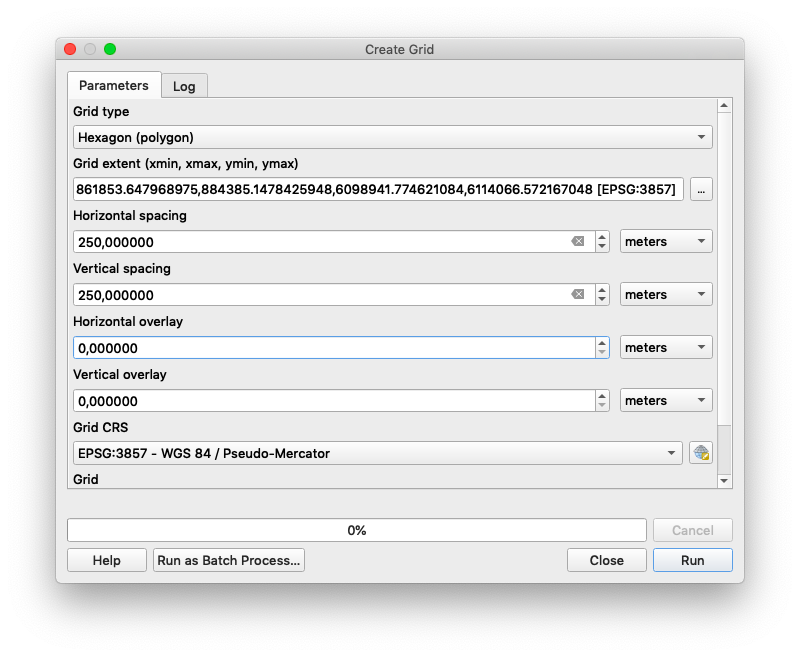 Create Grid
Parameters
Log
Grid type
Hexagon (polygon)
Grid extent (xmin, xmax, ymin, ymax)
861853.647968975,884385.1478425948,6098941.774621084,6114066.572167048 [EPSG:3857]
...
Horizontal spacing
250,000000
meters
Vertical spacing
250,000000
meters
Horizontal overlay
0,000000
meters
Vertical overlay
0,000000
meters
Grid CRS
EPSG:3857 - WGS 84 / Pseudo-Mercator
Grid
0%
Cancel
Help
Run as Batch Process...
Close
Run